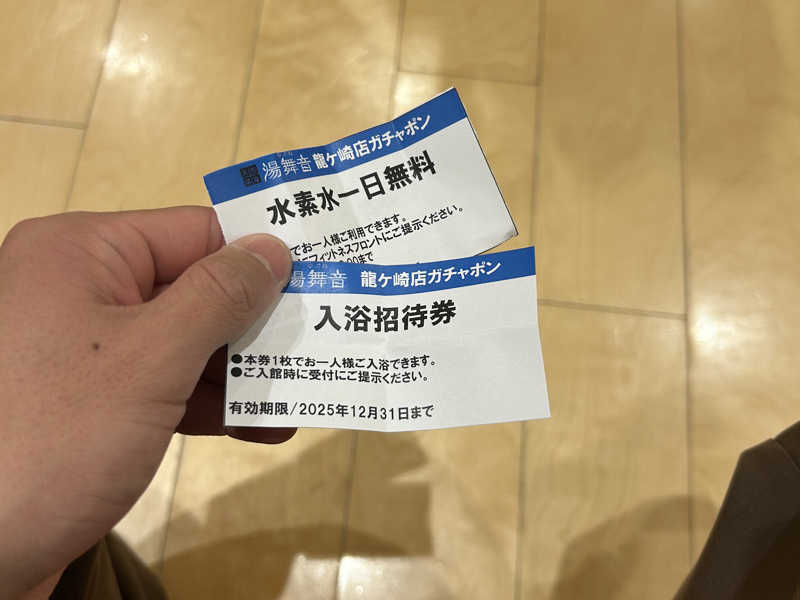 湯舞音 龍ケ崎店ガチャポン
水素水一日無料
でお一人様ご利用できます。
フィットネスフロントにご提示ください。
まで
湯舞音 龍ケ崎店ガチャポン
入浴招待券
●本券1枚でお一人様ご入浴できます。
●ご入館時に受付にご提示ください。
有効期限/2025年12月31日まで